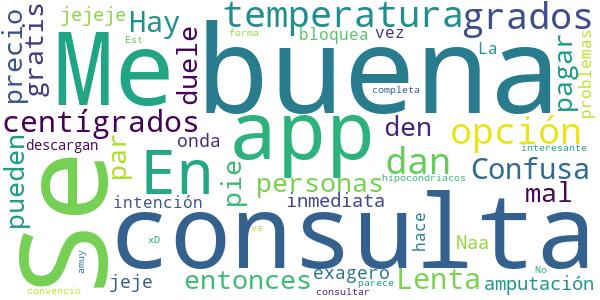 jejeje
Hay
temperatura
grados
precio
gratis
Me
duele
buena
forma
bloquea
vez
Est
La
pagar
problemas
completa
centígrados
descargan
app
den
opción
onda
par
pueden
Se
En
pie
personas
dan
hipocondriacos
Confusa
interesante
intención
inmediata
mal
consulta
hace
Naa
No
xD
amuy
ve
jeje
entonces
exagero
Lenta
amputación
convencio
consultar
parece